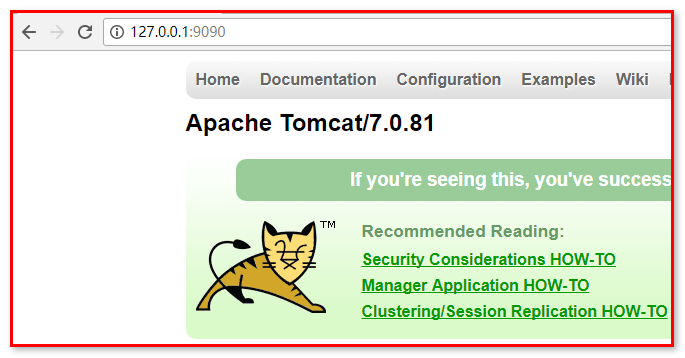 127.0.0.1:9090
Home Documentation Configuration Examples Wiki
Apache Tomcat/7.0.81
If you're seeing this, you've success
TM
Recommended Reading:
Security Considerations HOW-TO
Manager Application HOW-TO
Clustering/Session Replication HOW-TO